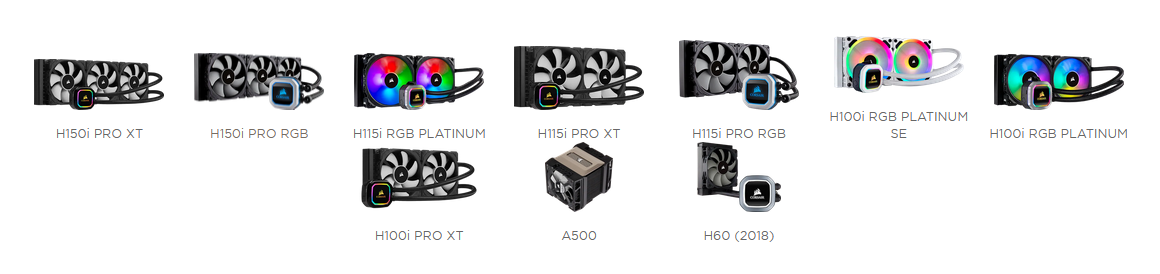 H150i PRO XT
H150i PRO RGB
H115i RGB PLATINUM
H115i PRO XT
H115i PRO RGB
H100i RGB PLATINUM
SE
H100i RGB PLATINUM
H100i PRO XT
A500
H60 (2018)